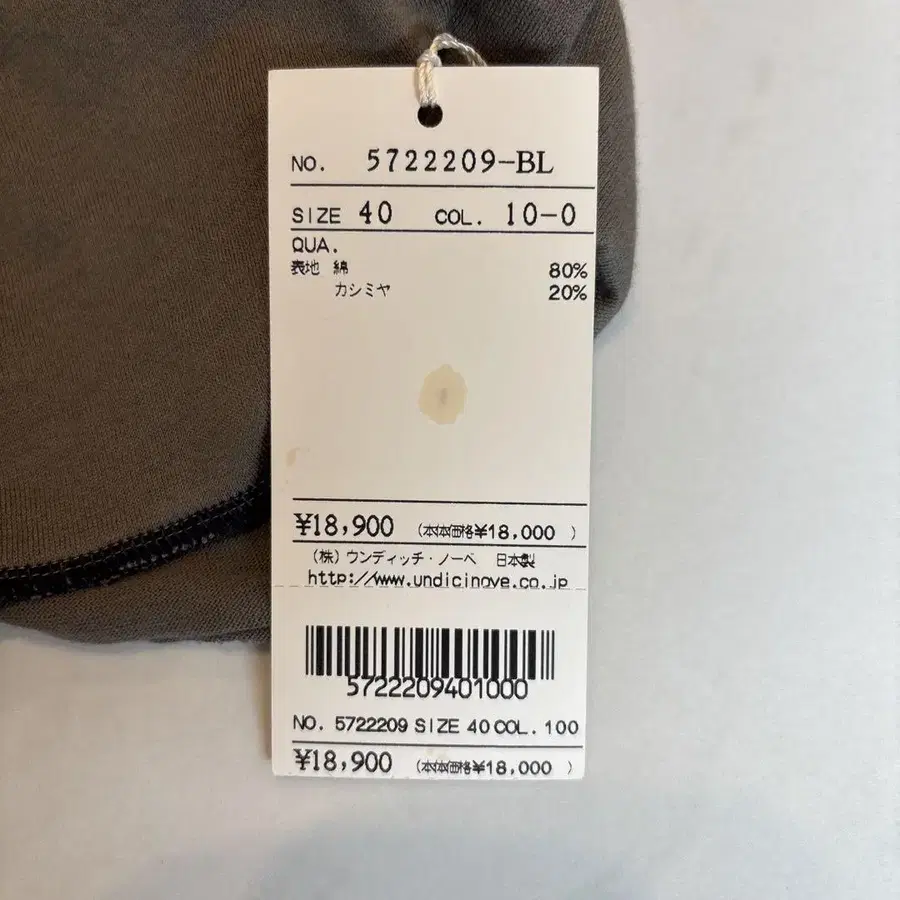 NO. 5722209-BL
SIZE 40 COL. 10-0
QUA.
表地 綿 80%
カシミヤ 20%
¥18,900 (本体価格¥18,000 )
(株)ウンディッチ・ノーベ 日本製
http://www.undicinove.co.jp
5722209401000
NO. 5722209 SIZE 40 COL. 100
¥18,900 (本体価格¥18,000 )